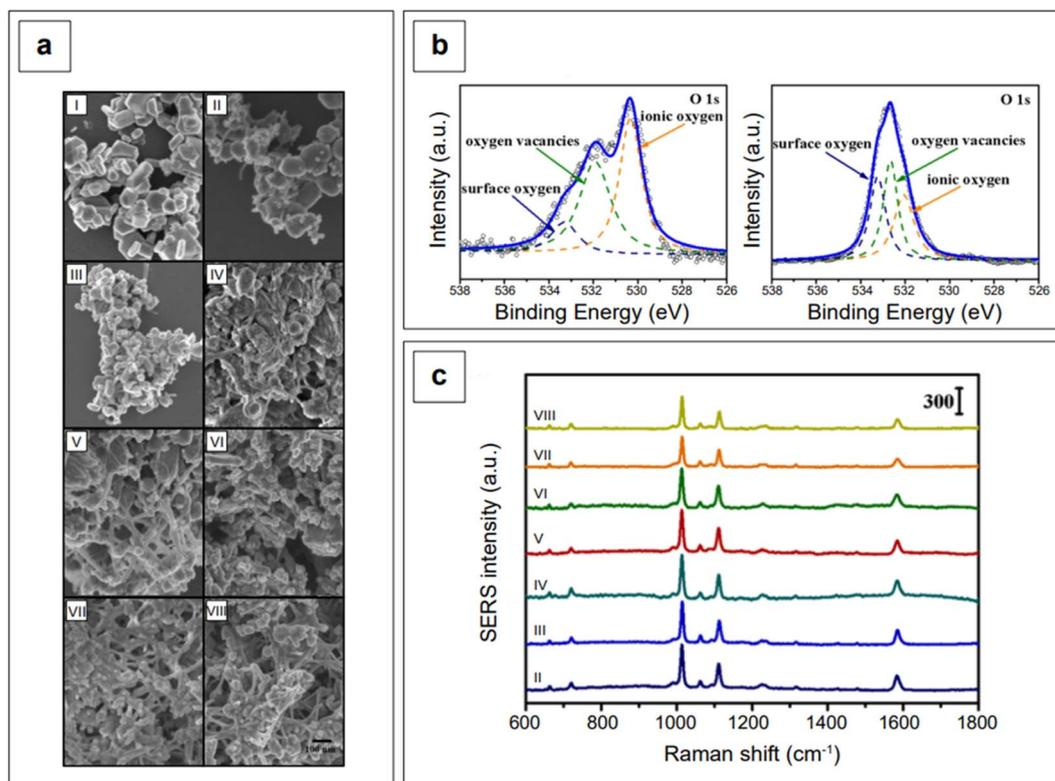 a
I
II
III
IV
V
VI
VII
VIII
100 nm
b
O 1s
ionic oxygen
oxygen vacancies
surface oxygen
Intensity (a.u.)
538 536 534 532 530 528 526
Binding Energy (eV)
O 1s
surface oxygen
oxygen vacancies
ionic oxygen
Intensity (a.u.)
538 536 534 532 530 528 526
Binding Energy (eV)
c
300
VIII
VII
VI
V
IV
III
II
SERS intensity (a.u.)
600 800 1000 1200 1400 1600 1800
Raman shift (cm⁻¹)